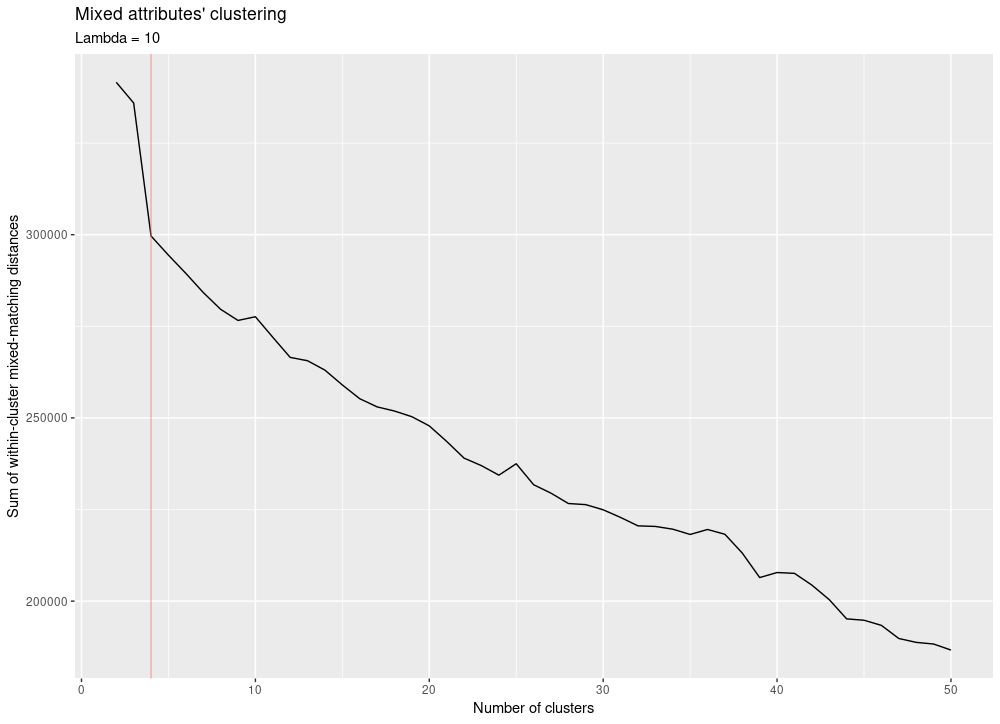 Mixed attributes' clustering
Lambda = 10
Sum of within-cluster mixed-matching distances
300000
250000
200000
0 10 20 30 40 50
Number of clusters